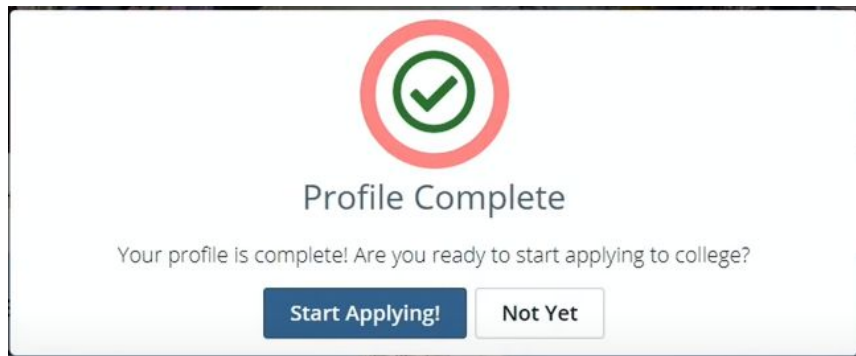 Profile Complete
Your profile is complete! Are you ready to start applying to college?
Start Applying!
Not Yet